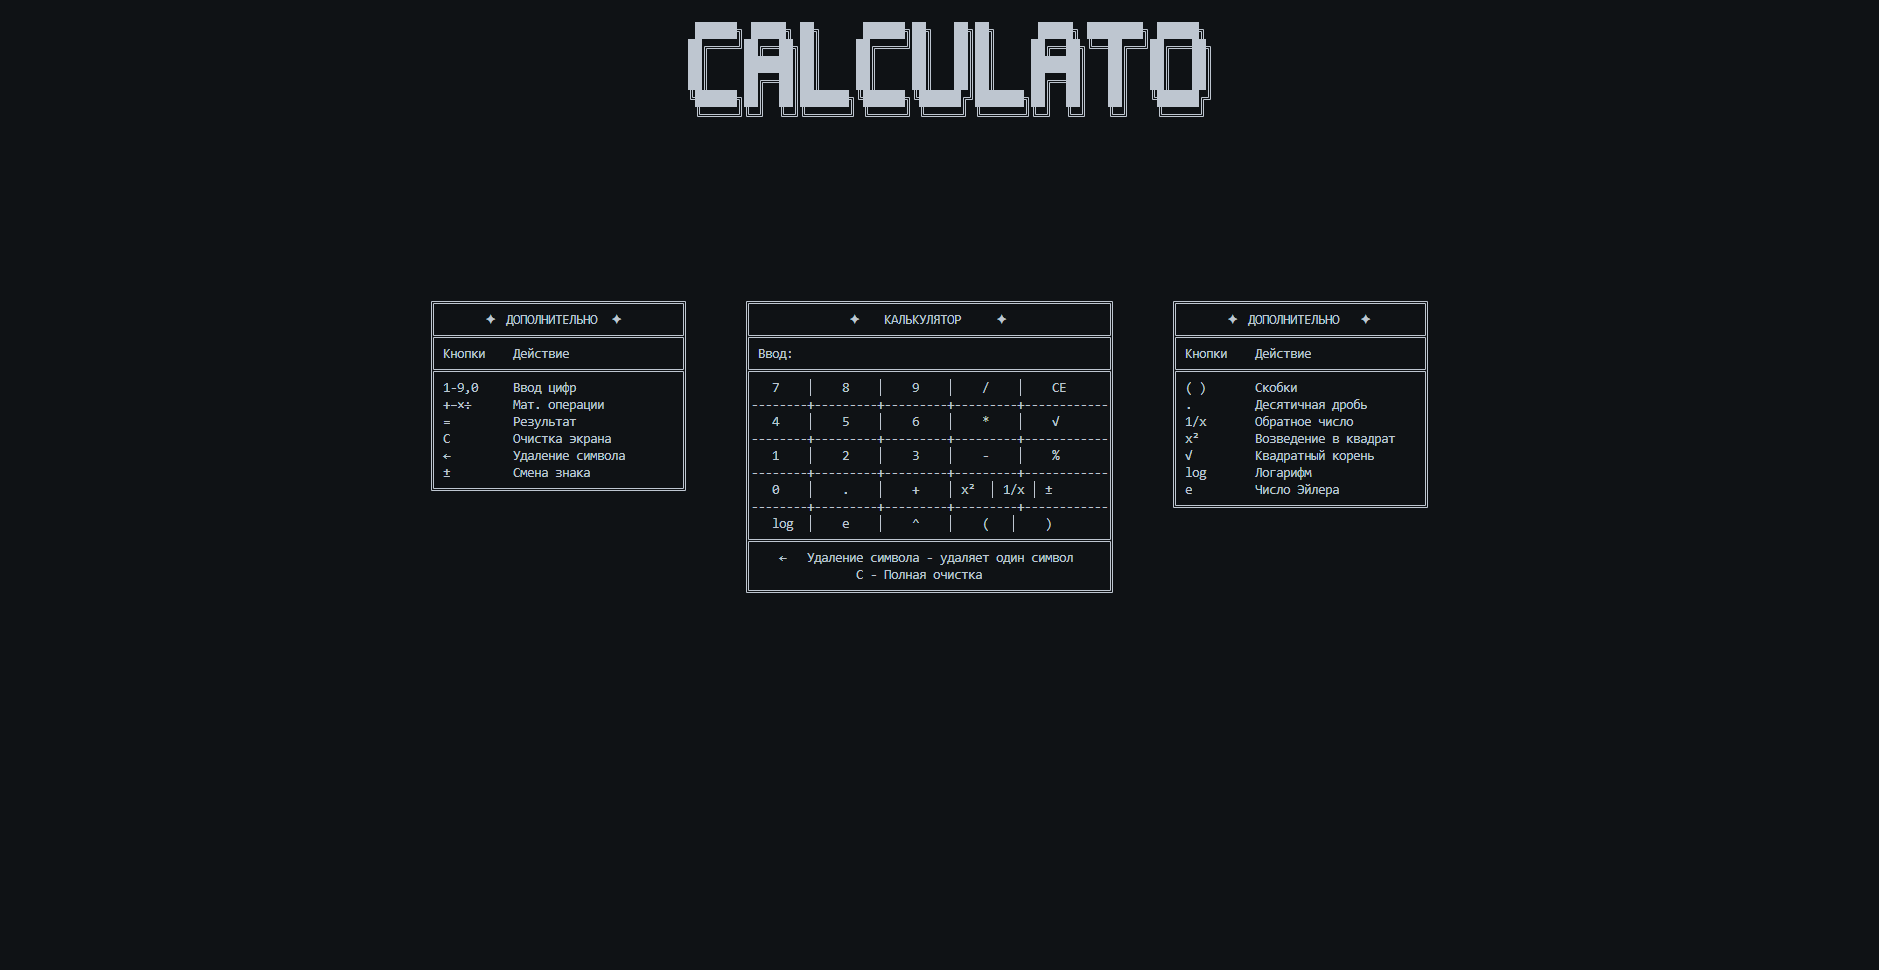 CALCULATO
✦ ДОПОЛНИТЕЛЬНО ✦
Кнопки Действие
1-9,0 Ввод цифр
+−×÷ Мат. операции
= Результат
C Очистка экрана
← Удаление символа
± Смена знака
✦ КАЛЬКУЛЯТОР ✦
Ввод:
7 │ 8 │ 9 │ / │ CE
--------+---------+---------+---------+------------
4 │ 5 │ 6 │ * │ √
--------+---------+---------+---------+------------
1 │ 2 │ 3 │ - │ %
--------+---------+---------+---------+------------
0 │ . │ + │ x² │ 1/x │ ±
--------+---------+---------+---------+------------
log │ e │ ^ │ ( │ )
← Удаление символа - удаляет один символ
C - Полная очистка
✦ ДОПОЛНИТЕЛЬНО ✦
Кнопки Действие
( ) Скобки
. Десятичная дробь
1/x Обратное число
x² Возведение в квадрат
√ Квадратный корень
log Логарифм
e Число Эйлера